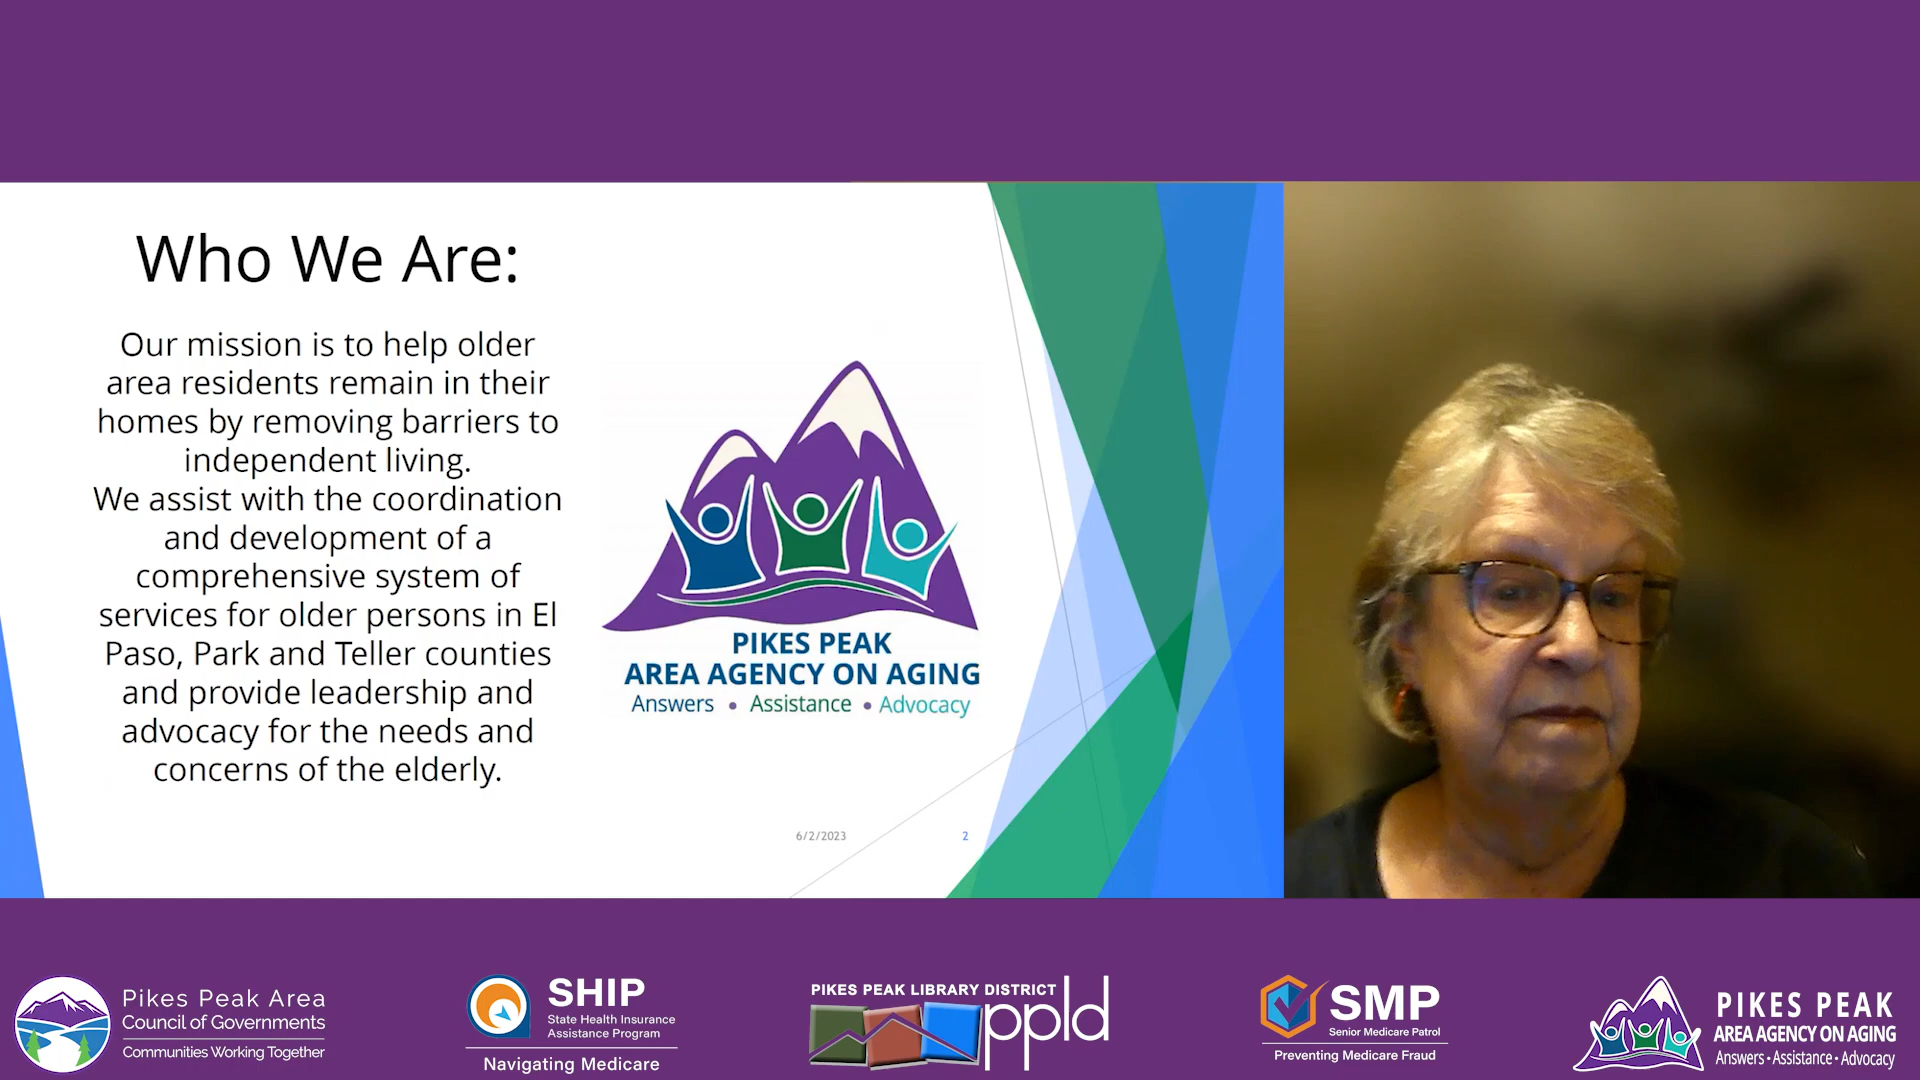 Who We Are:
Our mission is to help older
area residents remain in their
homes by removing barriers to
independent living.
We assist with the coordination
and development of a
comprehensive system of
services for older persons in El
Paso, Park and Teller counties
and provide leadership and
advocacy for the needs and
concerns of the elderly.
PIKES PEAK
AREA AGENCY ON AGING
Answers • Assistance • Advocacy
6/2/2023
2
Pikes Peak Area
Council of Governments
Communities Working Together
SHIP
State Health Insurance
Assistance Program
Navigating Medicare
PIKES PEAK LIBRARY DISTRICT
ppld
SMP
Senior Medicare Patrol
Preventing Medicare Fraud
PIKES PEAK
AREA AGENCY ON AGING
Answers • Assistance • Advocacy